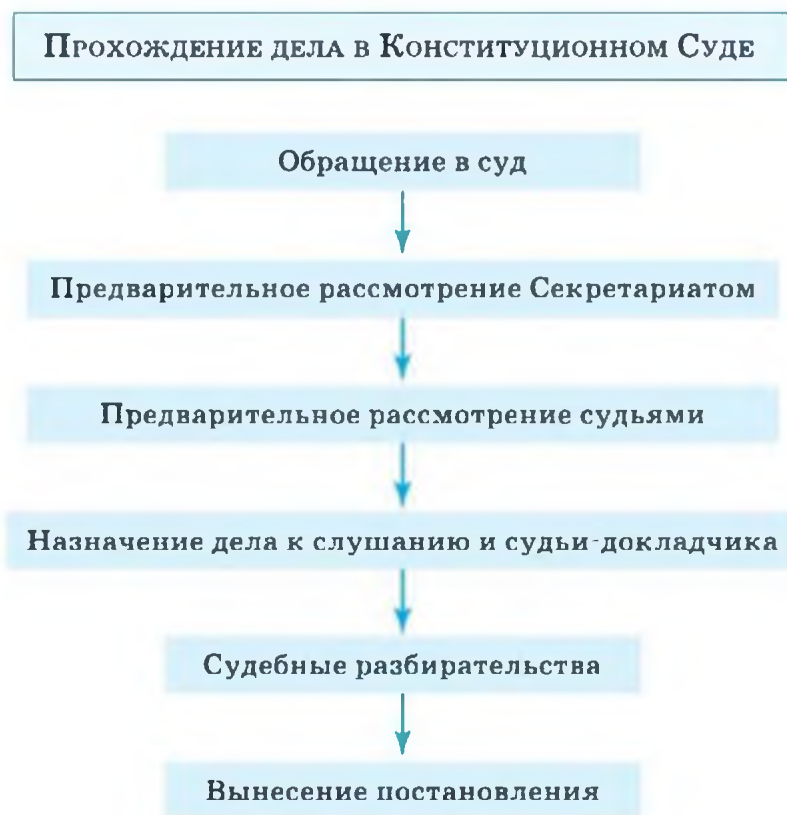 Прохождение дела в Конституционном Суде
Обращение в суд
Предварительное рассмотрение Секретариатом
Предварительное рассмотрение судьями
Назначение дела к слушанию и судьи-докладчика
Судебные разбирательства
Вынесение постановления